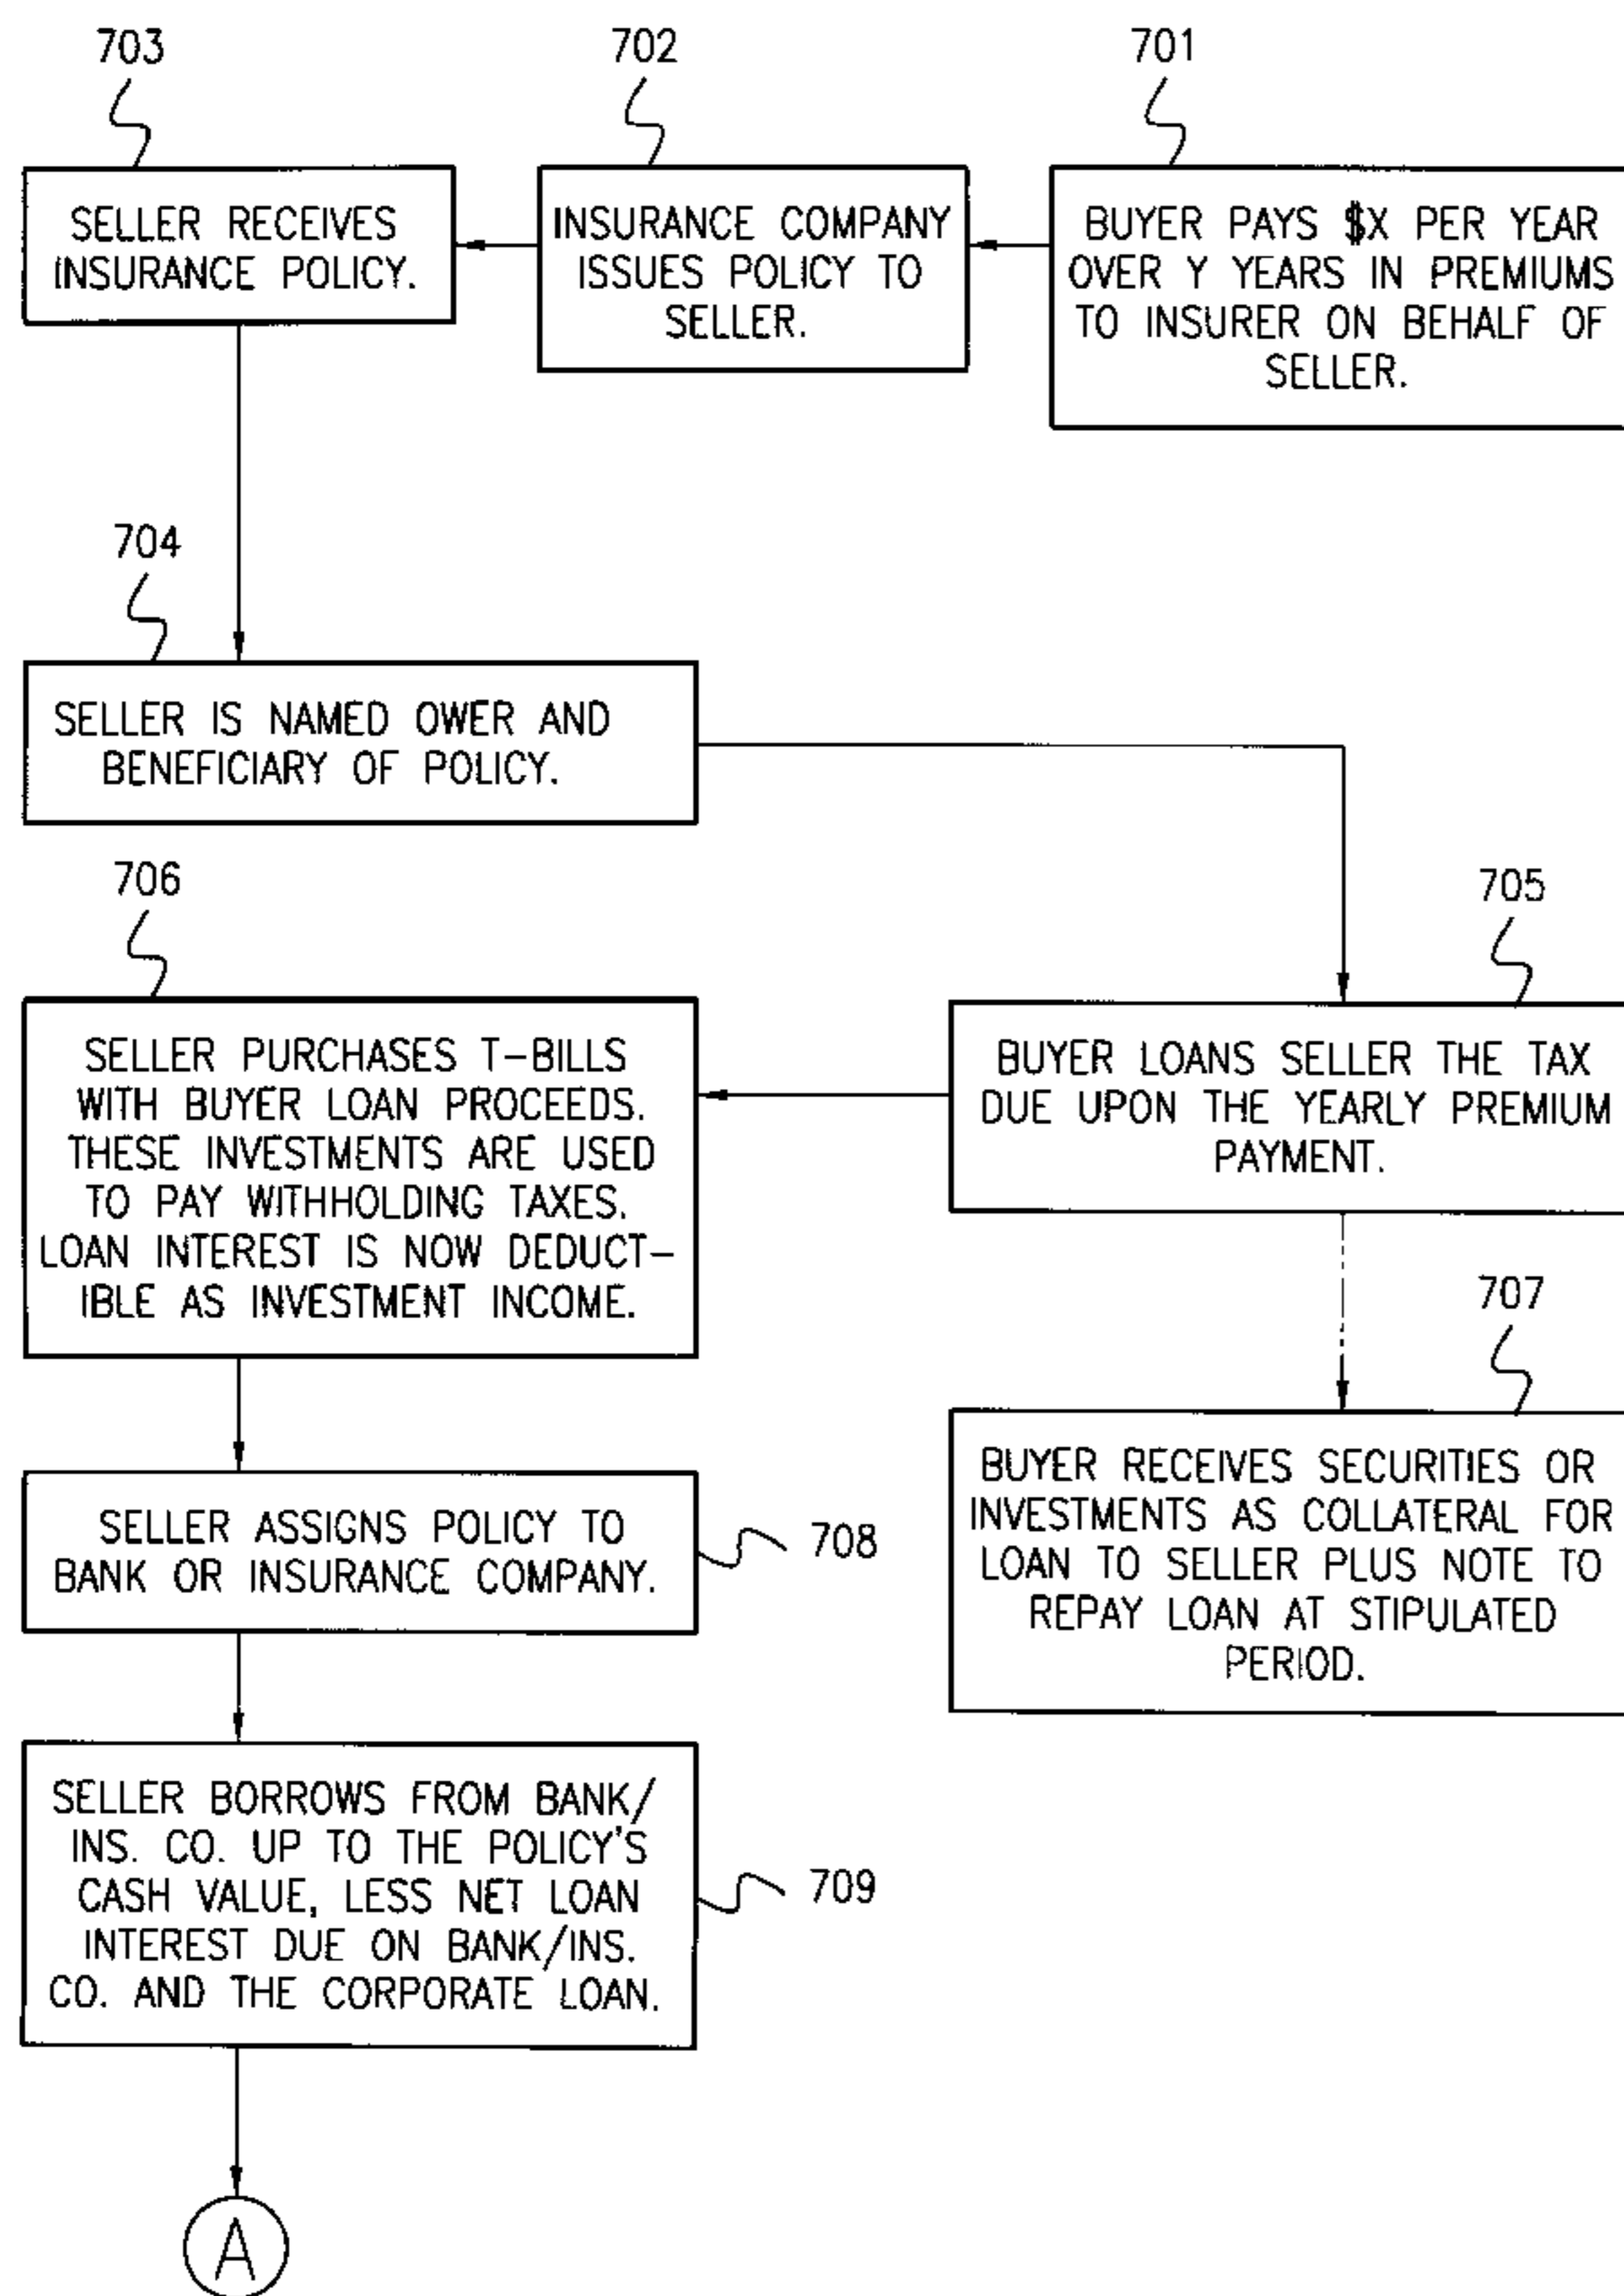 703
702
701
SELLER RECEIVES
INSURANCE POLICY.
INSURANCE COMPANY
ISSUES POLICY TO
SELLER.
BUYER PAYS $X PER YEAR
OVER Y YEARS IN PREMIUMS
TO INSURER ON BEHALF OF
SELLER.
704
SELLER IS NAMED OWER AND
BENEFICIARY OF POLICY.
706
705
SELLER PURCHASES T-BILLS
WITH BUYER LOAN PROCEEDS.
THESE INVESTMENTS ARE USED
TO PAY WITHHOLDING TAXES.
LOAN INTEREST IS NOW DEDUCT-
IBLE AS INVESTMENT INCOME.
BUYER LOANS SELLER THE TAX
DUE UPON THE YEARLY PREMIUM
PAYMENT.
707
BUYER RECEIVES SECURITIES OR
INVESTMENTS AS COLLATERAL FOR
LOAN TO SELLER PLUS NOTE TO
REPAY LOAN AT STIPULATED
PERIOD.
SELLER ASSIGNS POLICY TO
BANK OR INSURANCE COMPANY.
708
SELLER BORROWS FROM BANK/
INS. CO. UP TO THE POLICY'S
CASH VALUE, LESS NET LOAN
INTEREST DUE ON BANK/INS.
CO. AND THE CORPORATE LOAN.
709
A